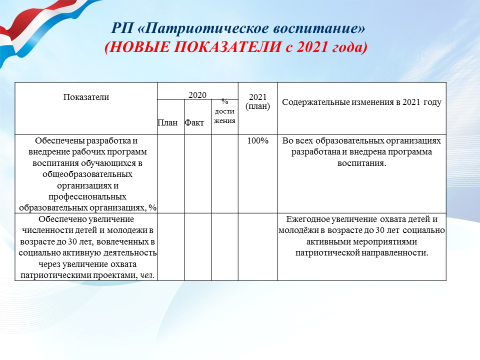 РП «Патриотическое воспитание»
(НОВЫЕ ПОКАЗАТЕЛИ с 2021 года)
Показатели
2020
План
Факт
%
дости
жения
2021
(план)
Содержательные изменения в 2021 году
Обеспечены разработка и
внедрение рабочих программ
воспитания обучающихся в
общеобразовательных
организациях и
профессиональных
образовательных организациях, %
100%
Во всех образовательных организациях
разработана и внедрена программа
воспитания.
Обеспечено увеличение
численности детей и молодежи в
возрасте до 30 лет, вовлеченных в
социально активную деятельность
через увеличение охвата
патриотическими проектами, чел.
Ежегодное увеличение охвата детей и
молодёжи в возрасте до 30 лет социально
активными мероприятиями
патриотической направленности.